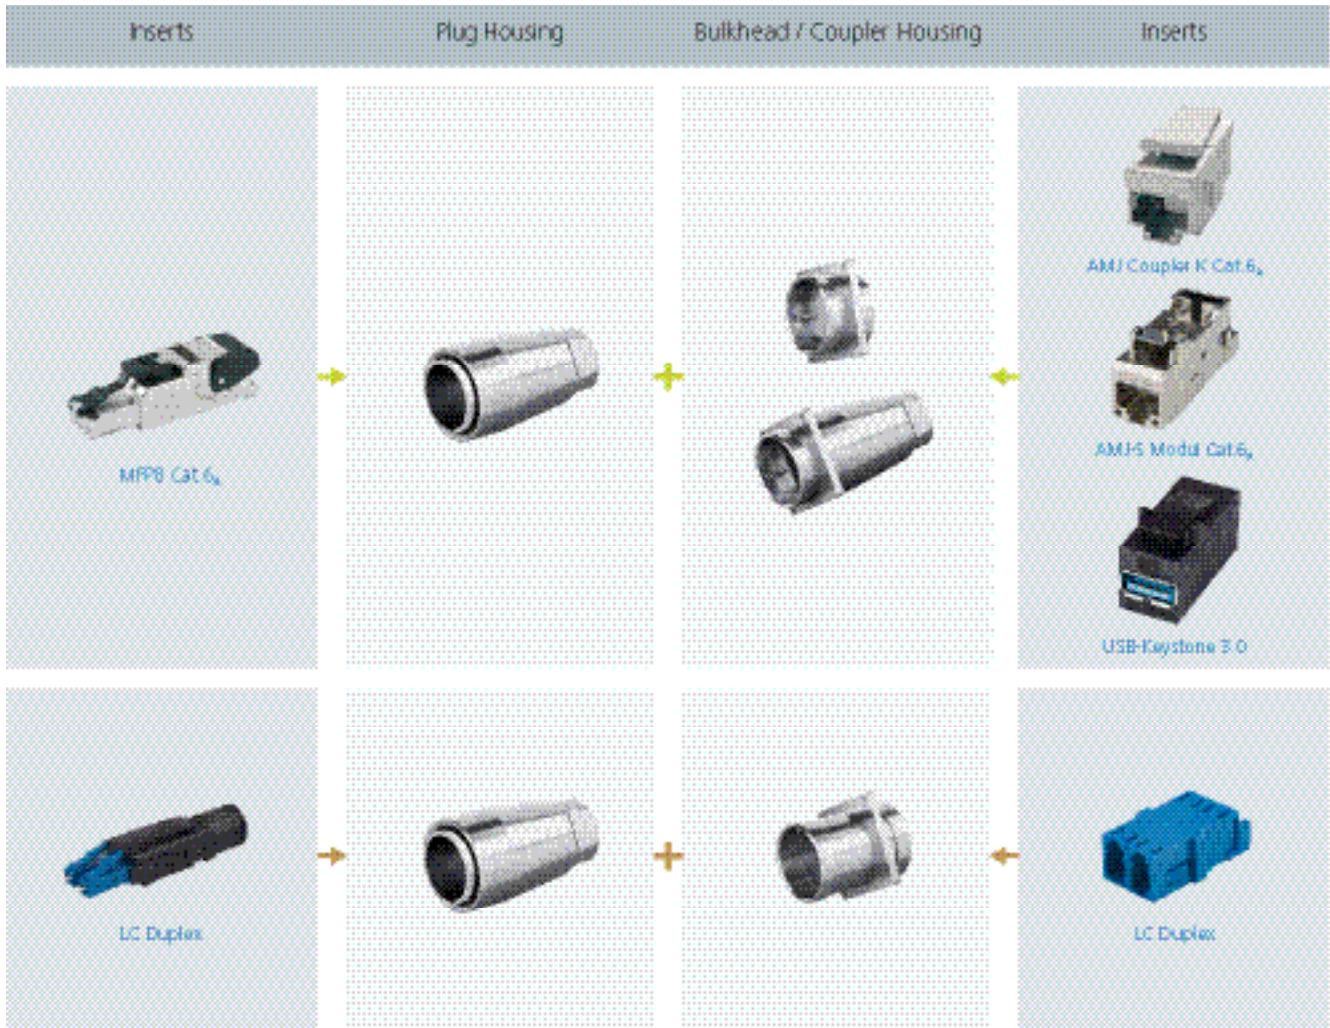 Inserts
Plug Housing
Bulkhead / Coupler Housing
Inserts
MFP8 Cat.6A
AMJ Coupler K Cat.6A
AMJ-S Modul Cat.6A
USB-Keystone 3.0
LC Duplex
LC Duplex